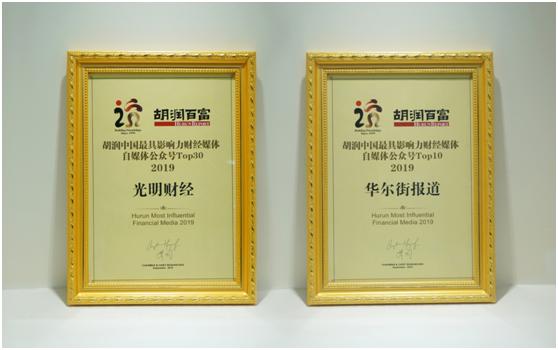 胡润百富
HURUN REPORT
胡润中国最具影响力财经媒体
自媒体公众号Top30
2019
光明财经
Hurun Most Influential
Financial Media 2019
胡润百富
HURUN REPORT
胡润中国最具影响力财经媒体
自媒体公众号Top10
2019
华尔街报道
Hurun Most Influential
Financial Media 2019